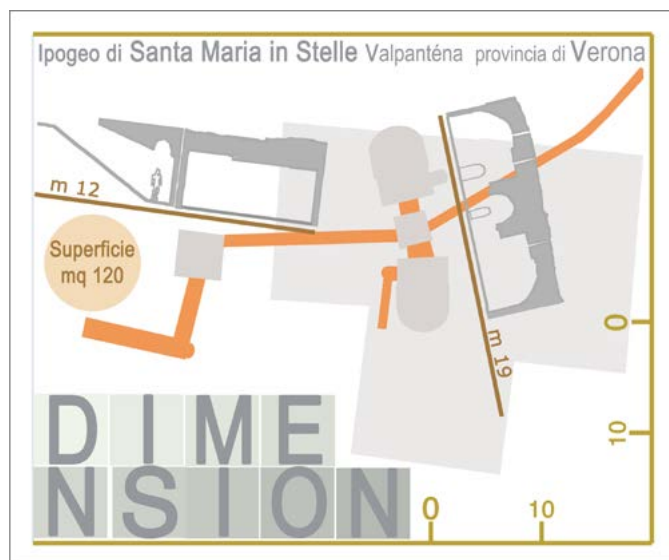 Ipogeo di Santa Maria in Stelle Valpanténa provincia di Verona
m 12
Superficie
mq 120
m 19
0
10
0
10
DIME
NSION